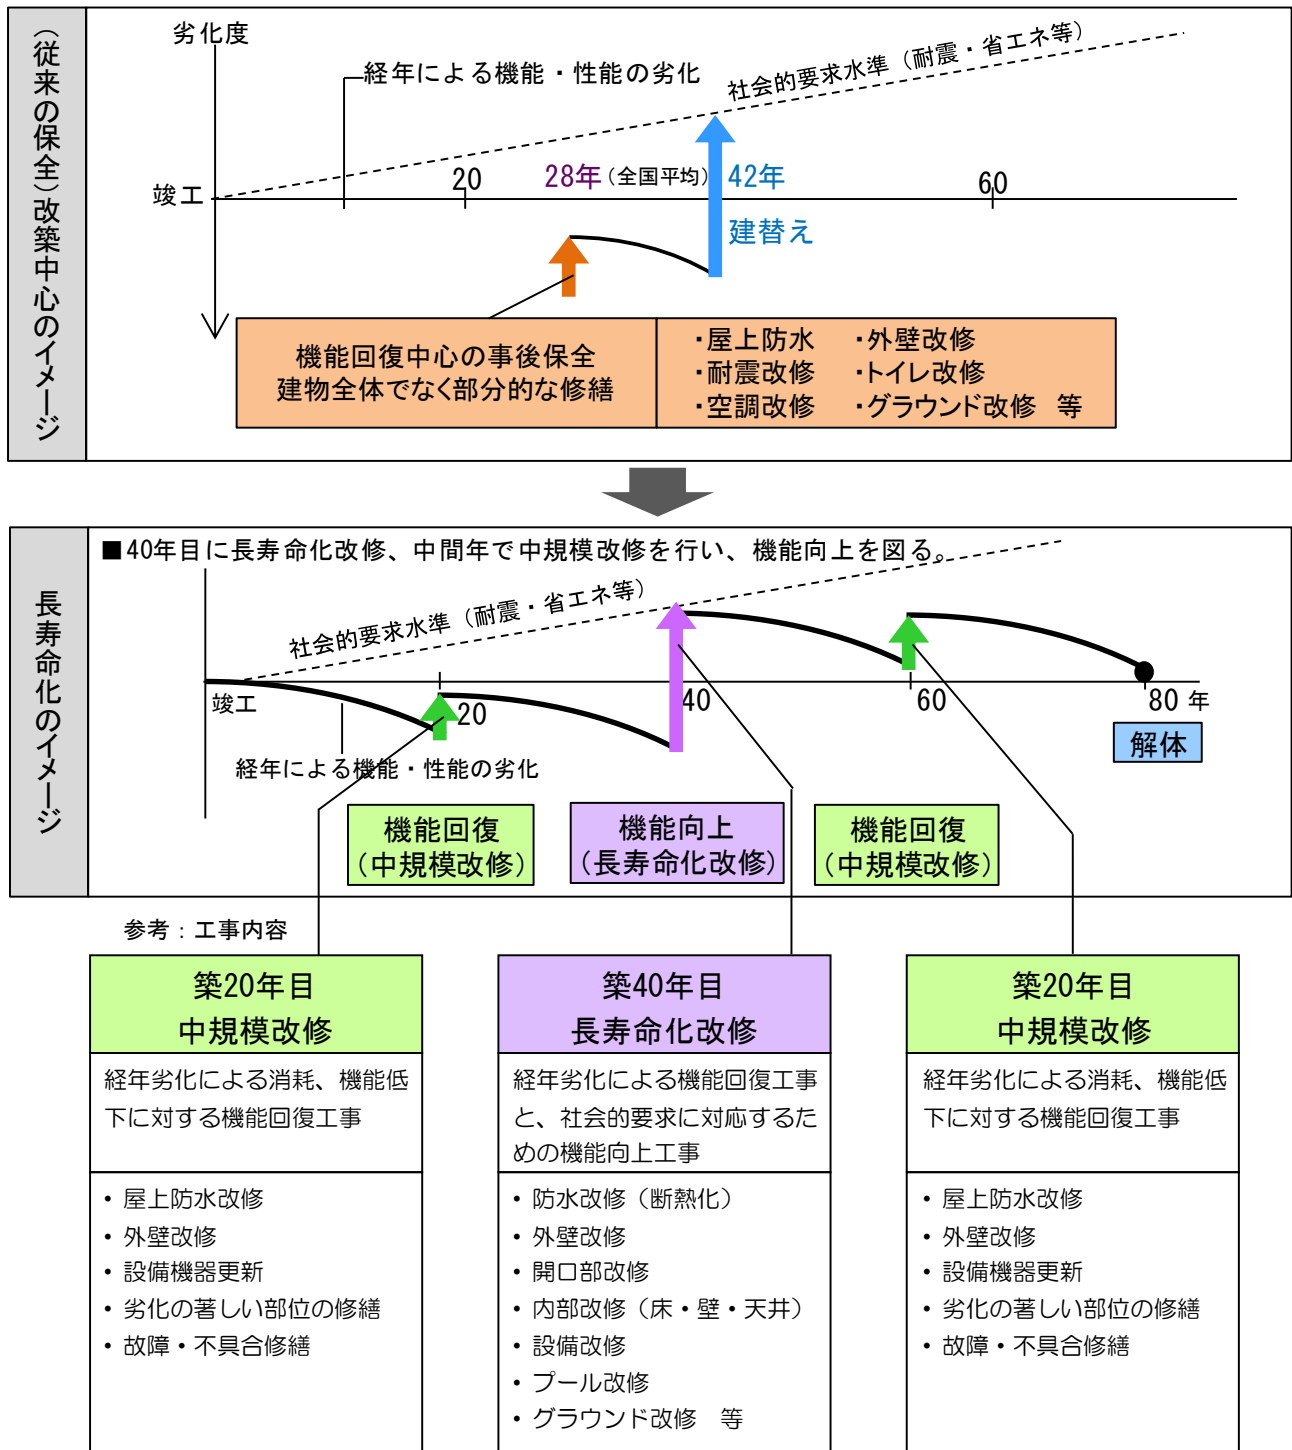 （従来の保全）改築中心のイメージ
劣化度
経年による機能・性能の劣化
社会的要求水準（耐震・省エネ等）
竣工
20
28年（全国平均）
42年
60
建替え
機能回復中心の事後保全
建物全体でなく部分的な修繕
・屋上防水 ・外壁改修
・耐震改修 ・トイレ改修
・空調改修 ・グラウンド改修 等
長寿命化のイメージ
■40年目に長寿命化改修、中間年で中規模改修を行い、機能向上を図る。
社会的要求水準（耐震・省エネ等）
竣工
20
40
60
80 年
経年による機能・性能の劣化
解体
機能回復
（中規模改修）
機能向上
（長寿命化改修）
機能回復
（中規模改修）
参考：工事内容
築20年目
中規模改修
経年劣化による消耗、機能低
下に対する機能回復工事
・屋上防水改修
・外壁改修
・設備機器更新
・劣化の著しい部位の修繕
・故障・不具合修繕
築40年目
長寿命化改修
経年劣化による機能回復工事
と、社会的要求に対応するた
めの機能向上工事
・防水改修（断熱化）
・外壁改修
・開口部改修
・内部改修（床・壁・天井）
・設備改修
・プール改修
・グラウンド改修 等
築20年目
中規模改修
経年劣化による消耗、機能低
下に対する機能回復工事
・屋上防水改修
・外壁改修
・設備機器更新
・劣化の著しい部位の修繕
・故障・不具合修繕